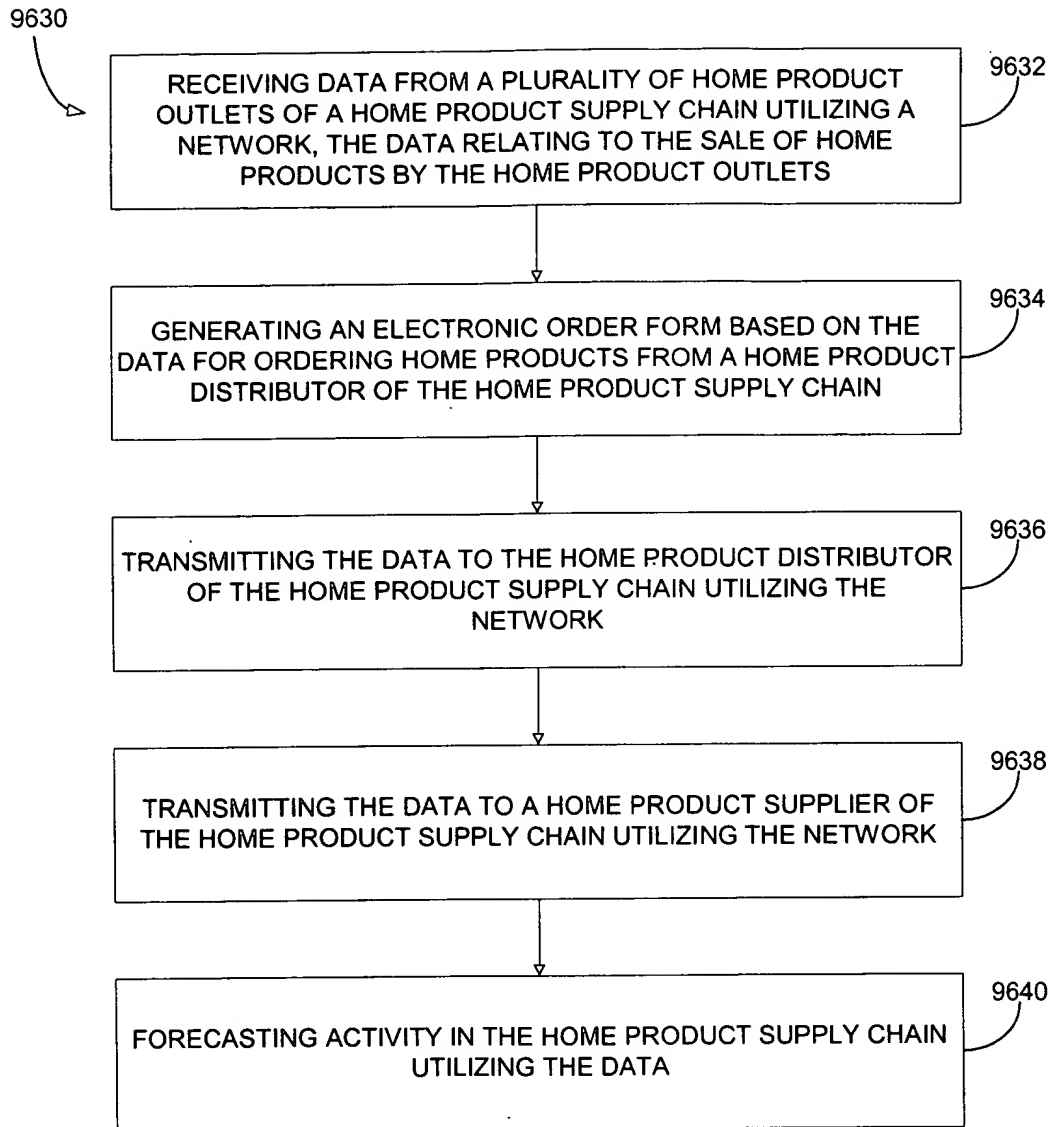 9630
RECEIVING DATA FROM A PLURALITY OF HOME PRODUCT
OUTLETS OF A HOME PRODUCT SUPPLY CHAIN UTILIZING A
NETWORK, THE DATA RELATING TO THE SALE OF HOME
PRODUCTS BY THE HOME PRODUCT OUTLETS
9632
GENERATING AN ELECTRONIC ORDER FORM BASED ON THE
DATA FOR ORDERING HOME PRODUCTS FROM A HOME PRODUCT
DISTRIBUTOR OF THE HOME PRODUCT SUPPLY CHAIN
9634
TRANSMITTING THE DATA TO THE HOME PRODUCT DISTRIBUTOR
OF THE HOME PRODUCT SUPPLY CHAIN UTILIZING THE
NETWORK
9636
TRANSMITTING THE DATA TO A HOME PRODUCT SUPPLIER OF
THE HOME PRODUCT SUPPLY CHAIN UTILIZING THE NETWORK
9638
FORECASTING ACTIVITY IN THE HOME PRODUCT SUPPLY CHAIN
UTILIZING THE DATA
9640